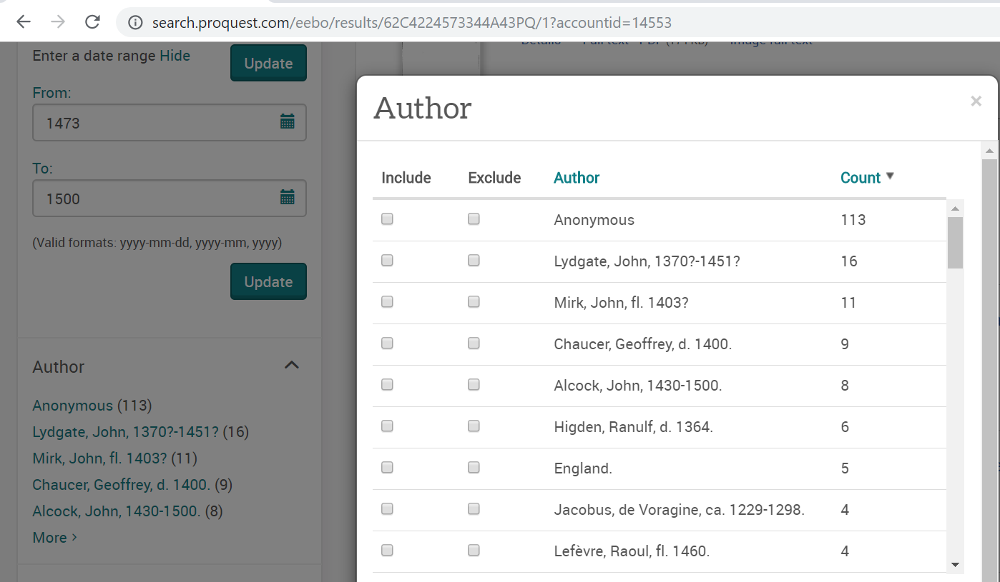 search.proquest.com/eebo/results/62C4224573344A43PQ/1?accountid=14553
Enter a date range Hide
Update
From:
1473
To:
1500
(Valid formats: yyyy-mm-dd, yyyy-mm, yyyy)
Update
Author
Anonymous (113)
Lydgate, John, 1370?-1451? (16)
Mirk, John, fl. 1403? (11)
Chaucer, Geoffrey, d. 1400. (9)
Alcock, John, 1430-1500. (8)
More >
Author ×
Include Exclude Author Count ▼
Anonymous 113
Lydgate, John, 1370?-1451? 16
Mirk, John, fl. 1403? 11
Chaucer, Geoffrey, d. 1400. 9
Alcock, John, 1430-1500. 8
Higden, Ranulf, d. 1364. 6
England. 5
Jacobus, de Voragine, ca. 1229-1298. 4
Lefèvre, Raoul, fl. 1460. 4